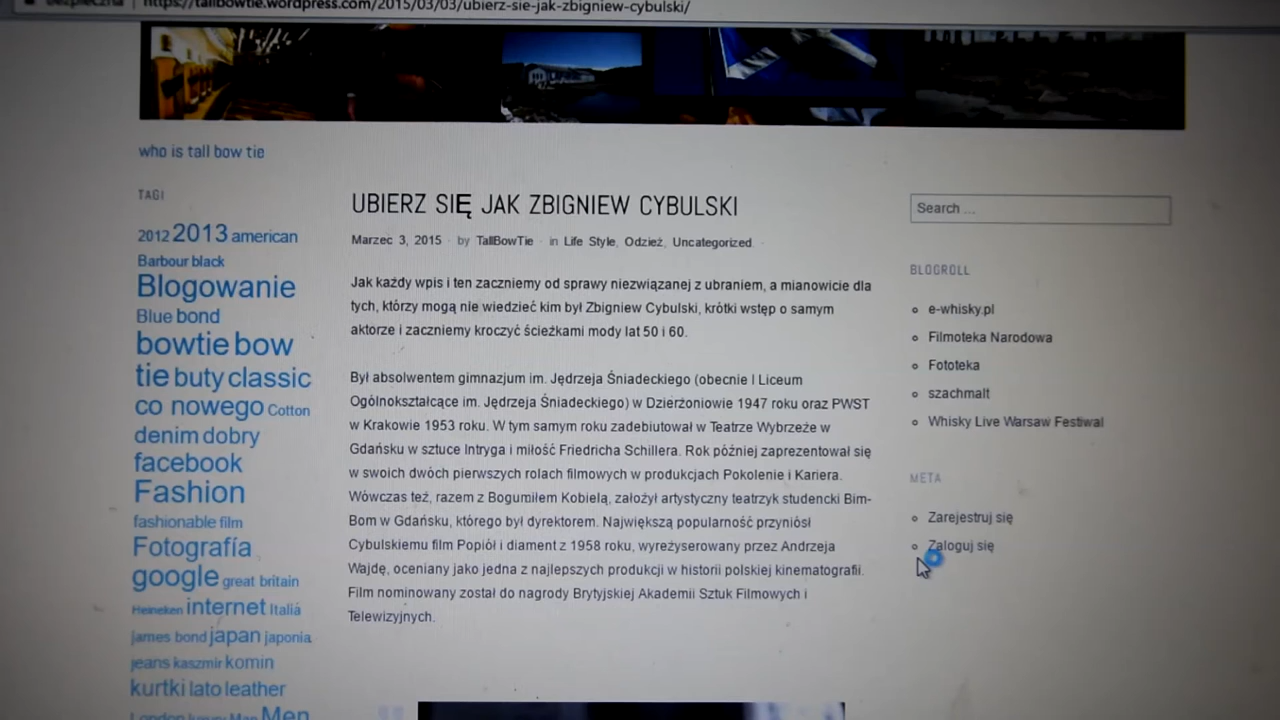 https://tallbowtie.wordpress.com/2015/03/03/ubierz-sie-jak-zbigniew-cybulski/
who is tall bow tie
TAGI
2012 2013 american
Barbour black
Blogowanie
Blue bond
bowtie bow
tie buty classic
co nowego Cotton
denim dobry
facebook
Fashion
fashionable film
Fotografía
google great britain
Heineken internet Italia
james bond japan japonia
jeans kaszmir komin
kurtki lato leather
London luxury Man Men
UBIERZ SIĘ JAK ZBIGNIEW CYBULSKI
Marzec 3, 2015 · by TallBowTie · in Life Style, Odzież, Uncategorized ·
Jak każdy wpis i ten zaczniemy od sprawy niezwiązanej z ubraniem, a mianowicie dla
tych, którzy mogą nie wiedzieć kim był Zbigniew Cybulski, krótki wstęp o samym
aktorze i zaczniemy kroczyć ścieżkami mody lat 50 i 60.
Był absolwentem gimnazjum im. Jędrzeja Śniadeckiego (obecnie I Liceum
Ogólnokształcące im. Jędrzeja Śniadeckiego) w Dzierżoniowie 1947 roku oraz PWST
w Krakowie 1953 roku. W tym samym roku zadebiutował w Teatrze Wybrzeże w
Gdańsku w sztuce Intryga i miłość Friedricha Schillera. Rok później zaprezentował się
w swoich dwóch pierwszych rolach filmowych w produkcjach Pokolenie i Kariera.
Wówczas też, razem z Bogumiłem Kobielą, założył artystyczny teatrzyk studencki Bim-
Bom w Gdańsku, którego był dyrektorem. Największą popularność przyniósł
Cybulskiemu film Popiół i diament z 1958 roku, wyreżyserowany przez Andrzeja
Wajdę, oceniany jako jedna z najlepszych produkcji w historii polskiej kinematografii.
Film nominowany został do nagrody Brytyjskiej Akademii Sztuk Filmowych i
Telewizyjnych.
Search ...
BLOGROLL
e-whisky.pl
Filmoteka Narodowa
Fototeka
szachmalt
Whisky Live Warsaw Festiwal
META
Zarejestruj się
Zaloguj się